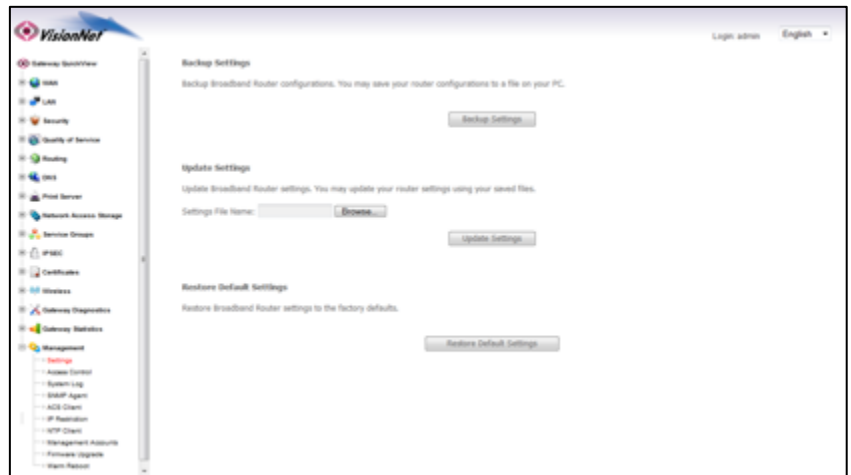 VisionNet
Login: admin
English
Gateway QuickView
WAN
LAN
Security
Quality of Service
Routing
DNS
Print Server
Network Access Storage
Service Groups
IPSEC
Certificates
Wireless
Gateway Diagnostics
Gateway Statistics
Management
Settings
Access Control
System Log
SNMP Agent
ACS Client
IP Restriction
NTP Client
Management Accounts
Firmware Upgrade
Warm Reboot
Backup Settings
Backup Broadband Router configurations. You may save your router configurations to a file on your PC.
Backup Settings
Update Settings
Update Broadband Router settings. You may update your router settings using your saved files.
Settings File Name: Browse...
Update Settings
Restore Default Settings
Restore Broadband Router settings to the factory defaults.
Restore Default Settings